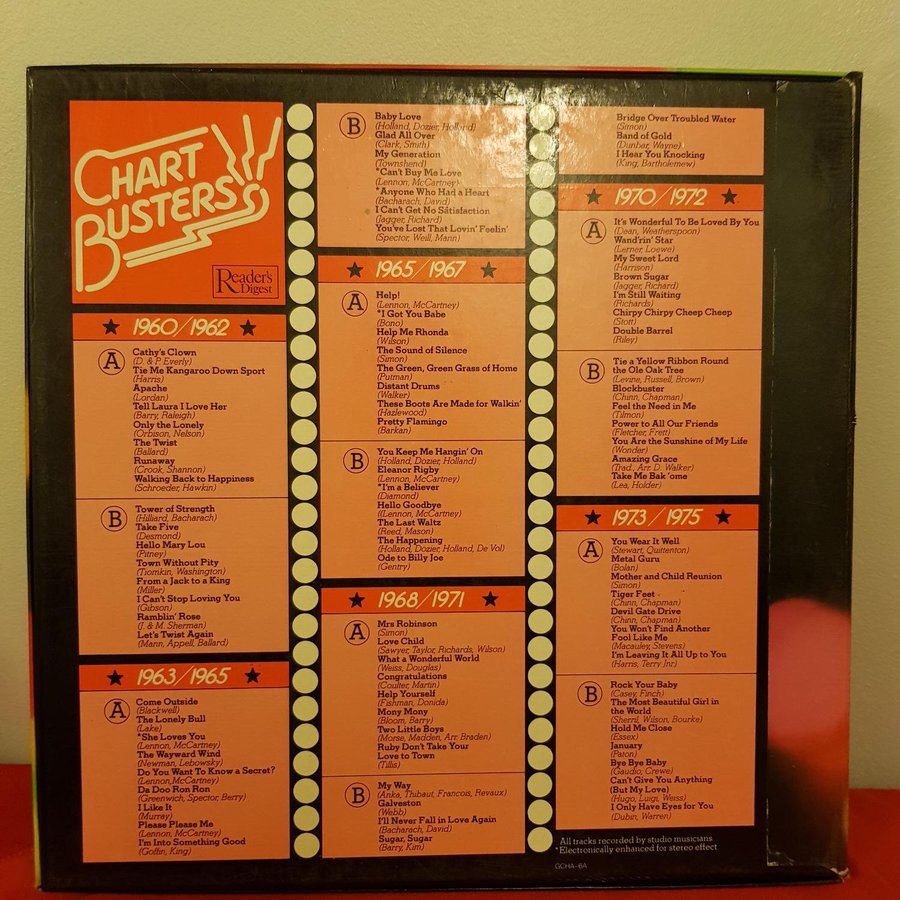 CHART
BUSTERS
Reader's
Digest
1960/1962
A
Cathy's Clown
(D. & P. Everly)
Tie Me Kangaroo Down Sport
(Harris)
Apache
(Lordan)
Tell Laura I Love Her
(Barry, Raleigh)
Only the Lonely
(Orbison, Nelson)
The Twist
(Ballard)
Runaway
(Crook, Shannon)
Walking Back to Happiness
(Schroeder, Hawkin)
B
Tower of Strength
(Hilliard, Bacharach)
Take Five
(Desmond)
Hello Mary Lou
(Pitney)
Town Without Pity
(Tiomkin, Washington)
From a Jack to a King
(Miller)
I Can't Stop Loving You
(Gibson)
Ramblin' Rose
(J. & M. Sherman)
Let's Twist Again
(Mann, Appell, Ballard)
1963/1965
A
Come Outside
(Blackwell)
The Lonely Bull
(Lake)
*She Loves You
(Lennon, McCartney)
The Wayward Wind
(Newman, Lebowsky)
Do You Want To Know a Secret?
(Lennon, McCartney)
Da Doo Ron Ron
(Greenwich, Spector, Berry)
I Like It
(Murray)
Please Please Me
(Lennon, McCartney)
I'm Into Something Good
(Goffin, King)
B
Baby Love
(Holland, Dozier, Holland)
Glad All Over
(Clark, Smith)
My Generation
(Townshend)
*Can't Buy Me Love
(Lennon, McCartney)
*Anyone Who Had a Heart
(Bacharach, David)
I Can't Get No Satisfaction
(Jagger, Richard)
You've Lost That Lovin' Feelin'
(Spector, Weill, Mann)
1965/1967
A
Help!
(Lennon, McCartney)
*I Got You Babe
(Bono)
Help Me Rhonda
(Wilson)
The Sound of Silence
(Simon)
The Green, Green Grass of Home
(Putman)
Distant Drums
(Walker)
These Boots Are Made for Walkin'
(Hazlewood)
Pretty Flamingo
(Barkan)
B
You Keep Me Hangin' On
(Holland, Dozier, Holland)
Eleanor Rigby
(Lennon, McCartney)
*I'm a Believer
(Diamond)
Hello Goodbye
(Lennon, McCartney)
The Last Waltz
(Reed, Mason)
The Happening
(Holland, Dozier, Holland, De Vol)
Ode to Billy Joe
(Gentry)
1968/1971
A
Mrs Robinson
(Simon)
Love Child
(Sawyer, Taylor, Richards, Wilson)
What a Wonderful World
(Weiss, Douglas)
Congratulations
(Coulter, Martin)
Help Yourself
(Fishman, Donida)
Mony Mony
(Bloom, Barry)
Two Little Boys
(Morse, Madden, Arr. Braden)
Ruby Don't Take Your
Love to Town
(Tillis)
B
My Way
(Anka, Thibaut, Francois, Revaux)
Galveston
(Webb)
I'll Never Fall in Love Again
(Bacharach, David)
Sugar, Sugar
(Barry, Kim)
Bridge Over Troubled Water
(Simon)
Band of Gold
(Dunbar, Wayne)
I Hear You Knocking
(King, Bartholemew)
1970/1972
A
It's Wonderful To Be Loved By You
(Dean, Weatherspoon)
Wand'rin' Star
(Lerner, Loewe)
My Sweet Lord
(Harrison)
Brown Sugar
(Jagger, Richard)
I'm Still Waiting
(Richards)
Chirpy Chirpy Cheep Cheep
(Stott)
Double Barrel
(Riley)
B
Tie a Yellow Ribbon Round
the Ole Oak Tree
(Levine, Russell, Brown)
Blockbuster
(Chinn, Chapman)
Feel the Need in Me
(Tilmon)
Power to All Our Friends
(Fletcher, Frett)
You Are the Sunshine of My Life
(Wonder)
Amazing Grace
(Trad., Arr. D. Walker)
Take Me Bak 'ome
(Lea, Holder)
1973/1975
A
You Wear It Well
(Stewart, Quittenton)
Metal Guru
(Bolan)
Mother and Child Reunion
(Simon)
Tiger Feet
(Chinn, Chapman)
Devil Gate Drive
(Chinn, Chapman)
You Won't Find Another
Fool Like Me
(Macauley, Stevens)
I'm Leaving It All Up to You
(Harris, Terry Jnr.)
B
Rock Your Baby
(Casey, Finch)
The Most Beautiful Girl in
the World
(Sherril, Wilson, Bourke)
Hold Me Close
(Essex)
January
(Paton)
Bye Bye Baby
(Gaudio, Crewe)
Can't Give You Anything
(But My Love)
(Hugo, Luigi, Weiss)
I Only Have Eyes for You
(Dubin, Warren)
All tracks recorded by studio musicians
*Electronically enhanced for stereo effect
GCHA-6A